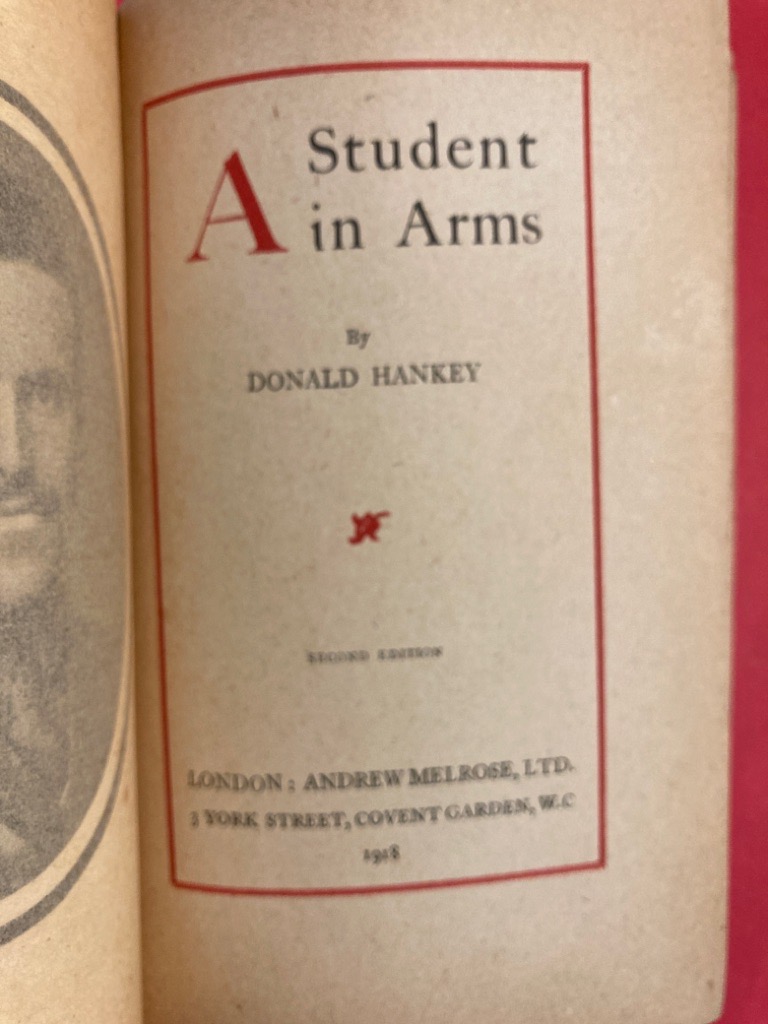 A Student
in Arms
By
DONALD HANKEY
SECOND EDITION
LONDON: ANDREW MELROSE, LTD.
3 YORK STREET, COVENT GARDEN, W.C
1918